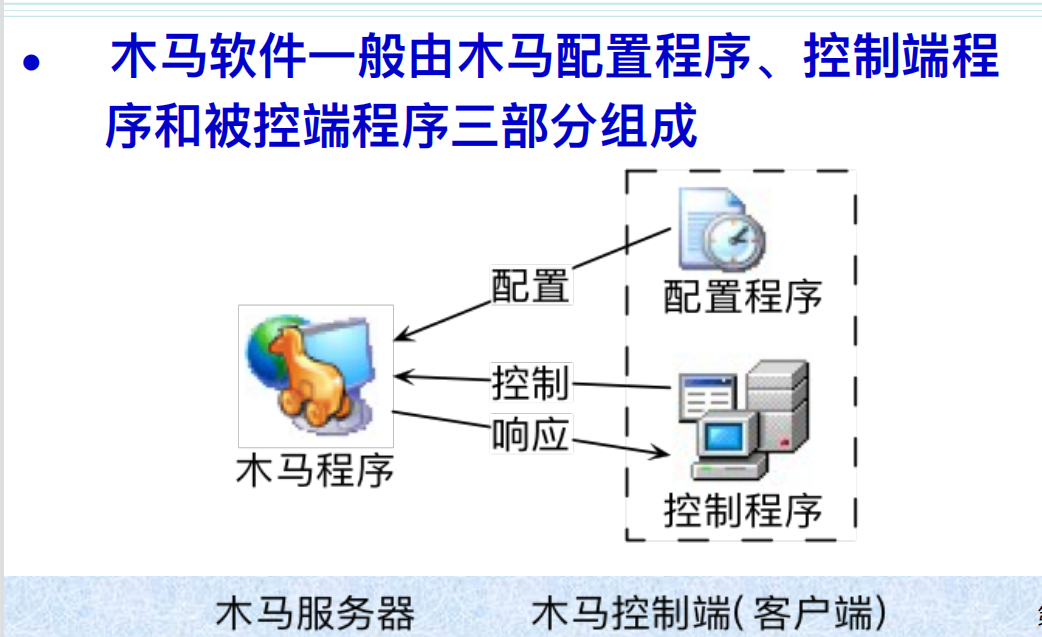 • 木马软件一般由木马配置程序、控制端程
序和被控端程序三部分组成
配置
配置程序
控制
响应
木马程序
控制程序
木马服务器 木马控制端(客户端)